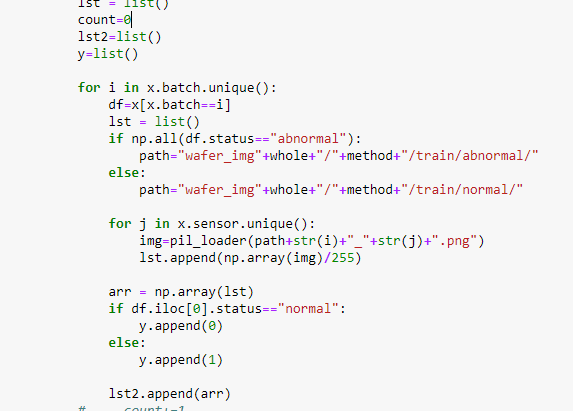 lst = list()
count=0
lst2=list()
y=list()

for i in x.batch.unique():
    df=x[x.batch==i]
    lst = list()
    if np.all(df.status=="abnormal"):
        path="wafer_img"+whole+"/"+method+"/train/abnormal/"
    else:
        path="wafer_img"+whole+"/"+method+"/train/normal/"

    for j in x.sensor.unique():
        img=pil_loader(path+str(i)+"_"+str(j)+".png")
        lst.append(np.array(img)/255)

    arr = np.array(lst)
    if df.iloc[0].status=="normal":
        y.append(0)
    else:
        y.append(1)

    lst2.append(arr)
#     count+=1